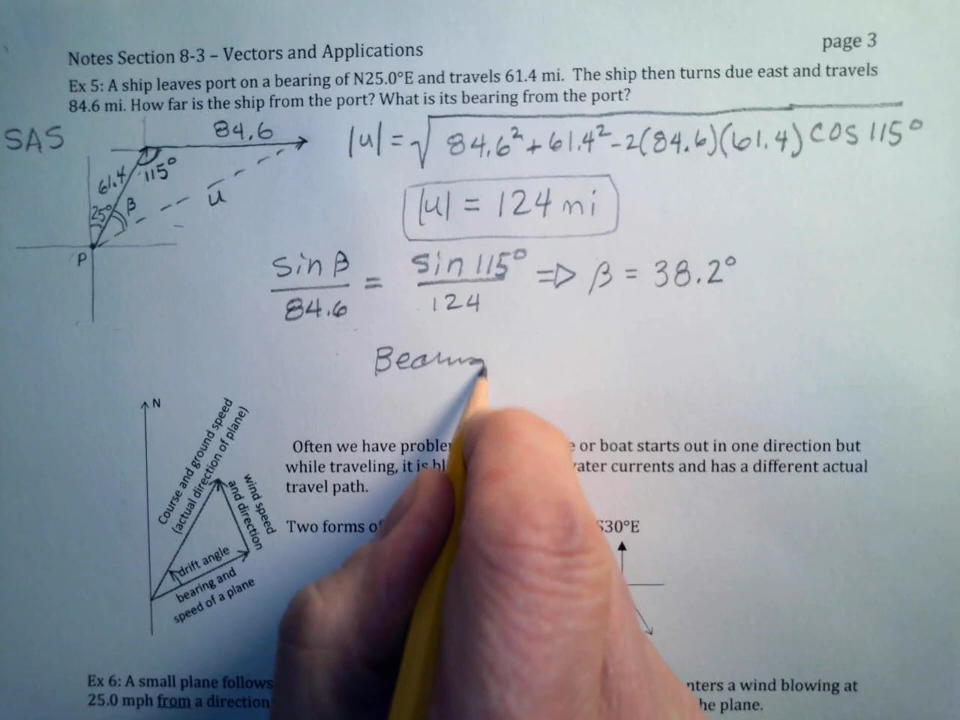 Notes Section 8-3 – Vectors and Applications
page 3
Ex 5: A ship leaves port on a bearing of N25.0°E and travels 61.4 mi. The ship then turns due east and travels
84.6 mi. How far is the ship from the port? What is its bearing from the port?
SAS
84.6
61.4
115°
25°
β
u
P
|u| = √84.6² + 61.4² - 2(84.6)(61.4) cos 115°
|u| = 124 mi
sin β / 84.6 = sin 115° / 124 ⇒ β = 38.2°
Bearing
N
Course and ground speed
(actual direction of plane)
wind speed
and direction
drift angle
bearing and
speed of a plane
Often we have or boat starts out in one direction but
while traveling, it is currents and has a different actual
travel path.
Two forms S30°E
Ex 6: A small plane follows a wind blowing at
25.0 mph from a direction plane.